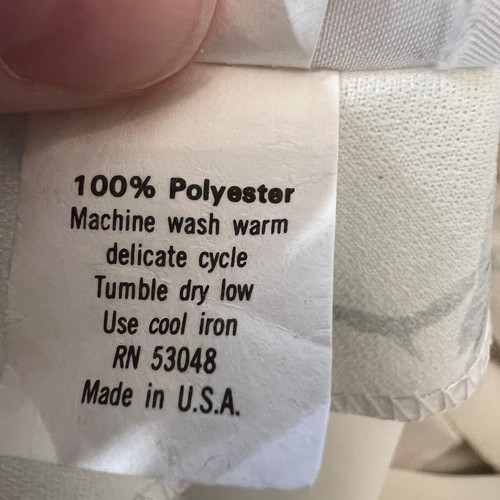 100% Polyester
Machine wash warm
delicate cycle
Tumble dry low
Use cool iron
RN 53048
Made in U.S.A.